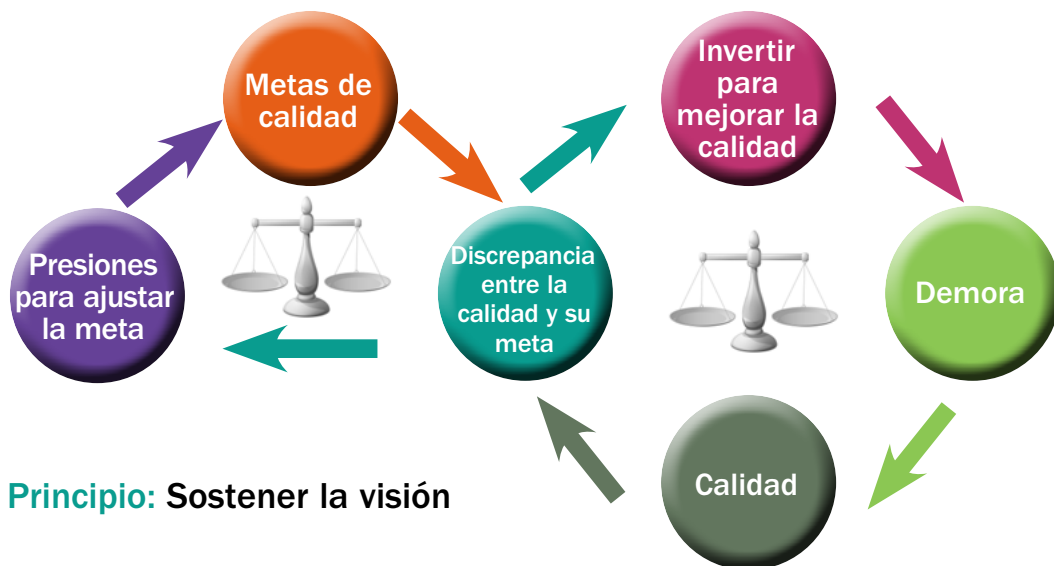 Metas de
calidad
Invertir
para
mejorar la
calidad
Presiones
para ajustar
la meta
Discrepancia
entre la
calidad y su
meta
Demora
Calidad
Principio: Sostener la visión